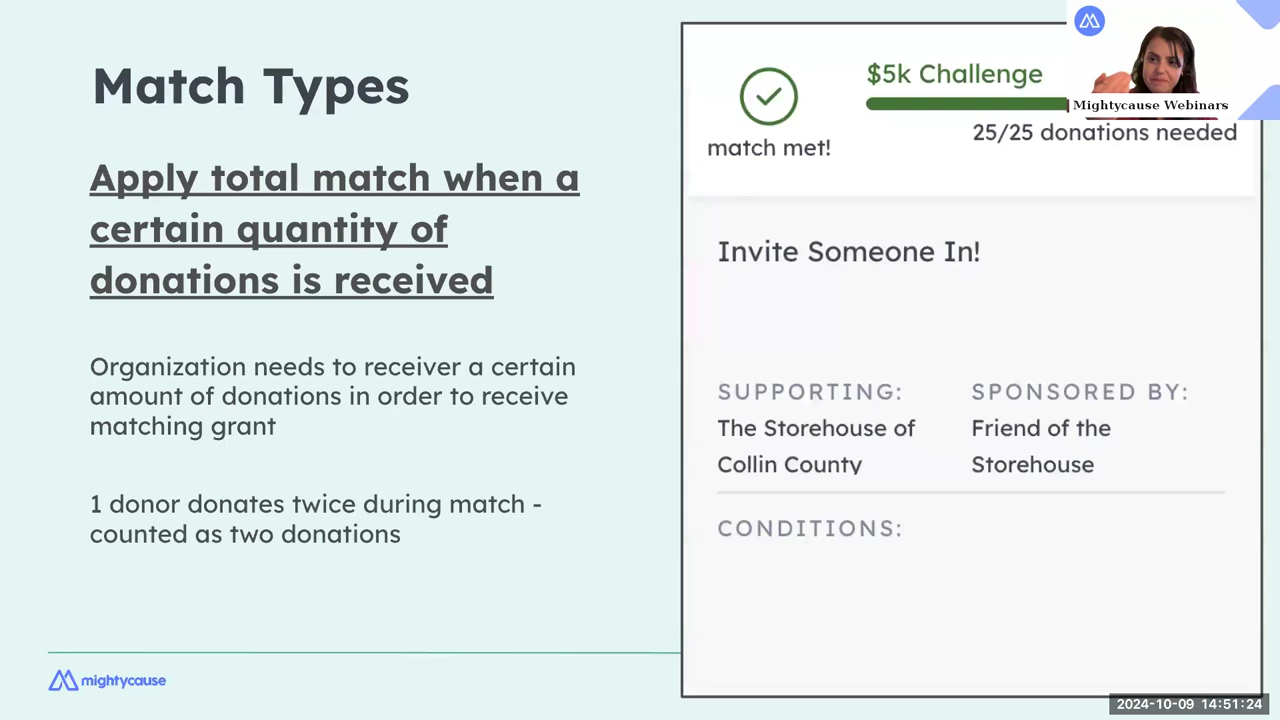 Match Types
Apply total match when a
certain quantity of
donations is received
Organization needs to receiver a certain
amount of donations in order to receive
matching grant
1 donor donates twice during match -
counted as two donations
mightycause
match met!
$5k Challenge
25/25 donations needed
Invite Someone In!
SUPPORTING:
The Storehouse of
Collin County
SPONSORED BY:
Friend of the
Storehouse
CONDITIONS:
Mightycause Webinars
2024-10-09 14:51:24